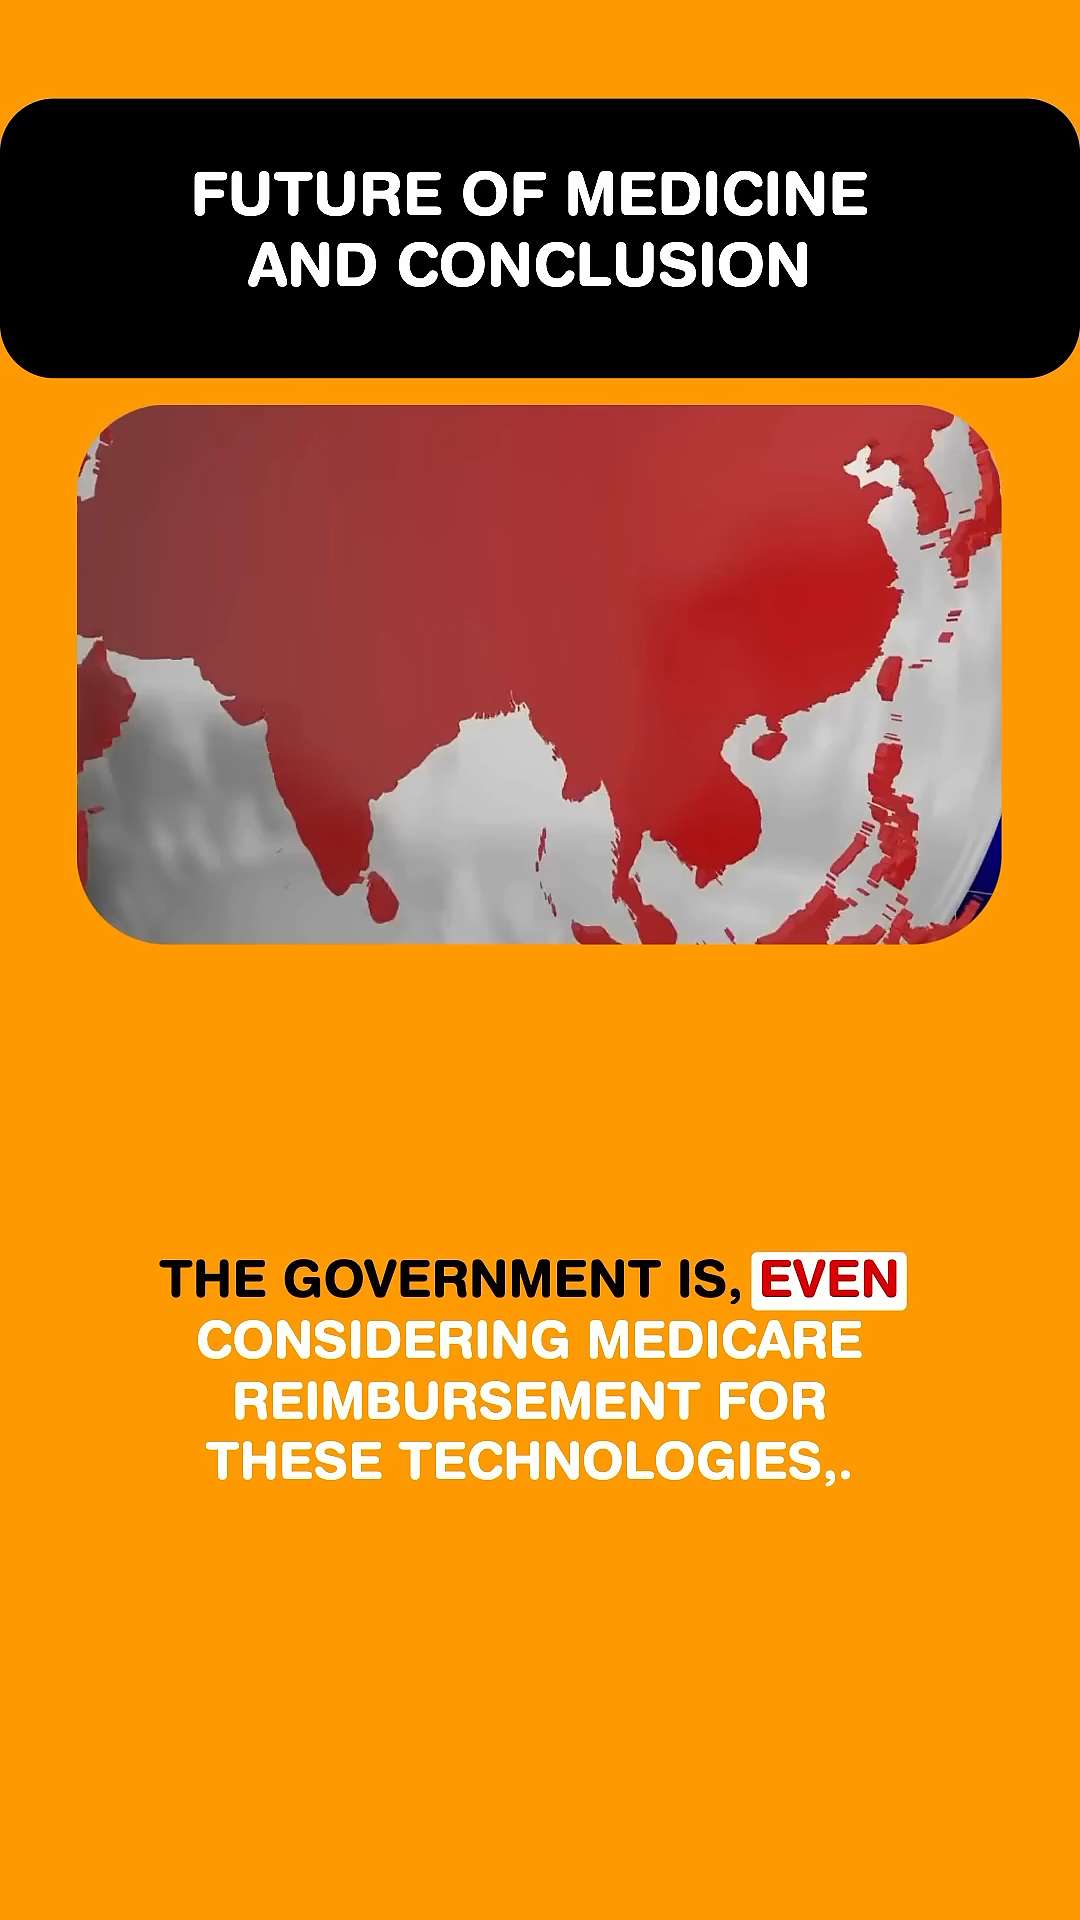 FUTURE OF MEDICINE
AND CONCLUSION
THE GOVERNMENT IS, EVEN
CONSIDERING MEDICARE
REIMBURSEMENT FOR
THESE TECHNOLOGIES,.